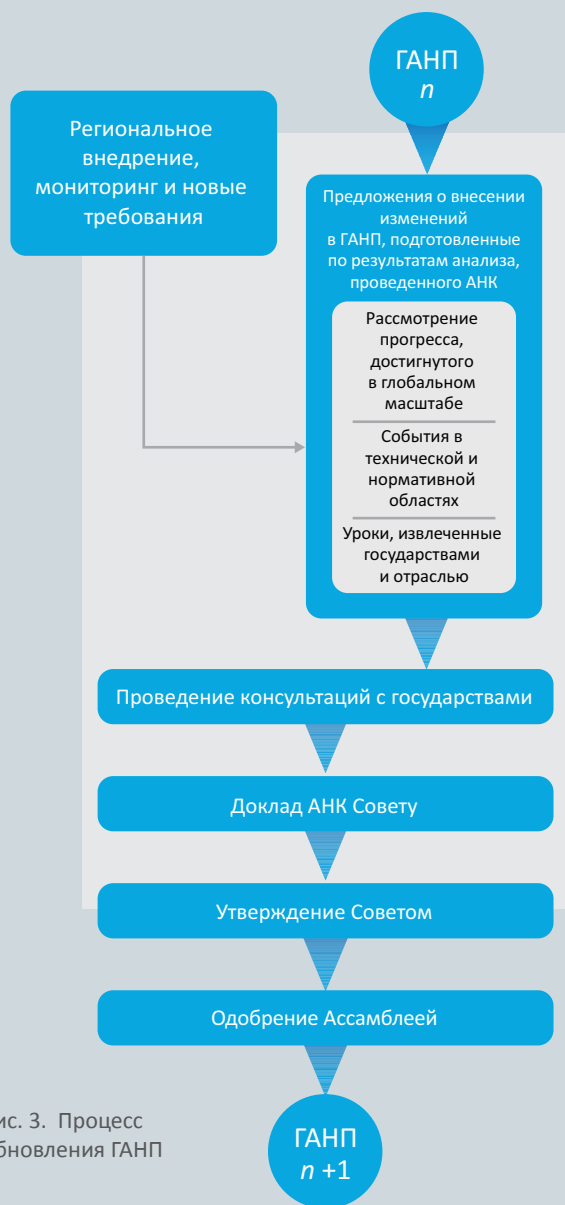 ГАНП
n
Региональное
внедрение,
мониторинг и новые
требования
Предложения о внесении
изменений
в ГАНП, подготовленные
по результатам анализа,
проведенного АНК
Рассмотрение
прогресса,
достигнутого
в глобальном
масштабе
События в
технической и
нормативной
областях
Уроки, извлеченные
государствами
и отраслью
Проведение консультаций с государствами
Доклад АНК Совету
Утверждение Советом
Одобрение Ассамблеей
ис. 3. Процесс
бновления ГАНП
ГАНП
n +1